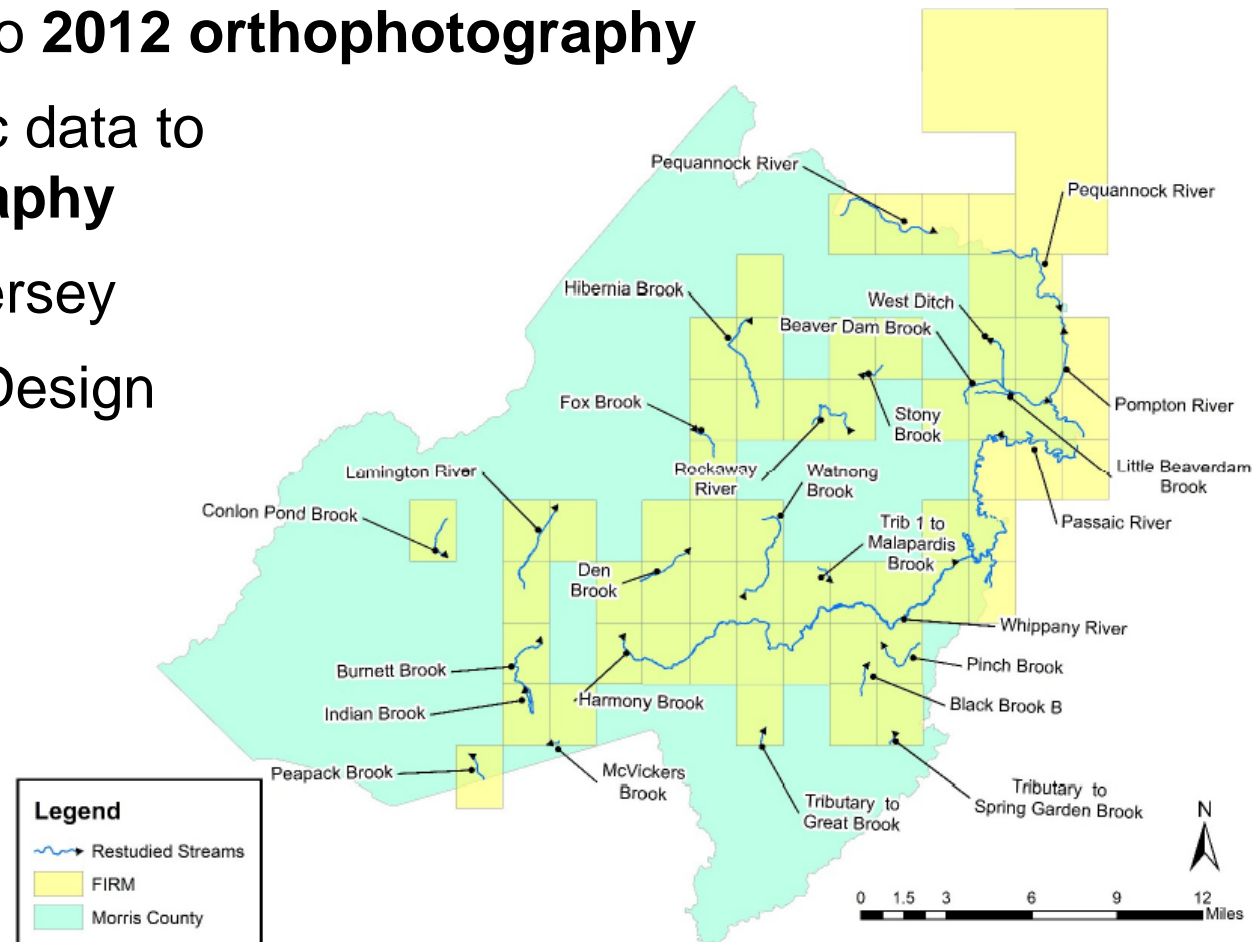 o 2012 orthophotography
c data to
aphy
ersey
Design
Pequannock River
Pequannock River
Hibernia Brook
West Ditch
Beaver Dam Brook
Fox Brook
Stony
Brook
Pompton River
Lamington River
Rockaway
River
Watnong
Brook
Little Beaverdam
Brook
Conlon Pond Brook
Trib 1 to
Malapardis
Brook
Passaic River
Den
Brook
Whippany River
Burnett Brook
Pinch Brook
Indian Brook
Harmony Brook
Black Brook B
Peapack Brook
McVickers
Brook
Tributary to
Great Brook
Tributary to
Spring Garden Brook
Legend
Restudied Streams
FIRM
Morris County
N
0 1.5 3 6 9 12
Miles